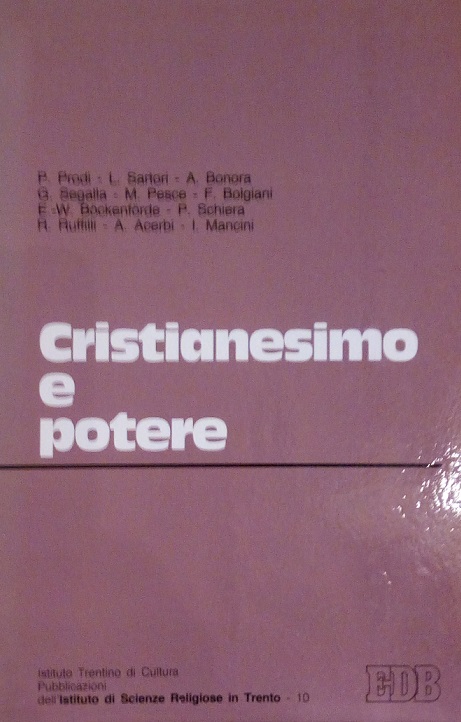 P. Prodi - L. Sartori - A. Bonora
G. Segalla - M. Pesce - F. Bolgiani
E.-W. Böckenförde - P. Schiera
R. Ruffilli - A. Acerbi - I. Mancini
Cristianesimo
e
potere
Istituto Trentino di Cultura
Pubblicazioni
dell'Istituto di Scienze Religiose in Trento - 10
EDB